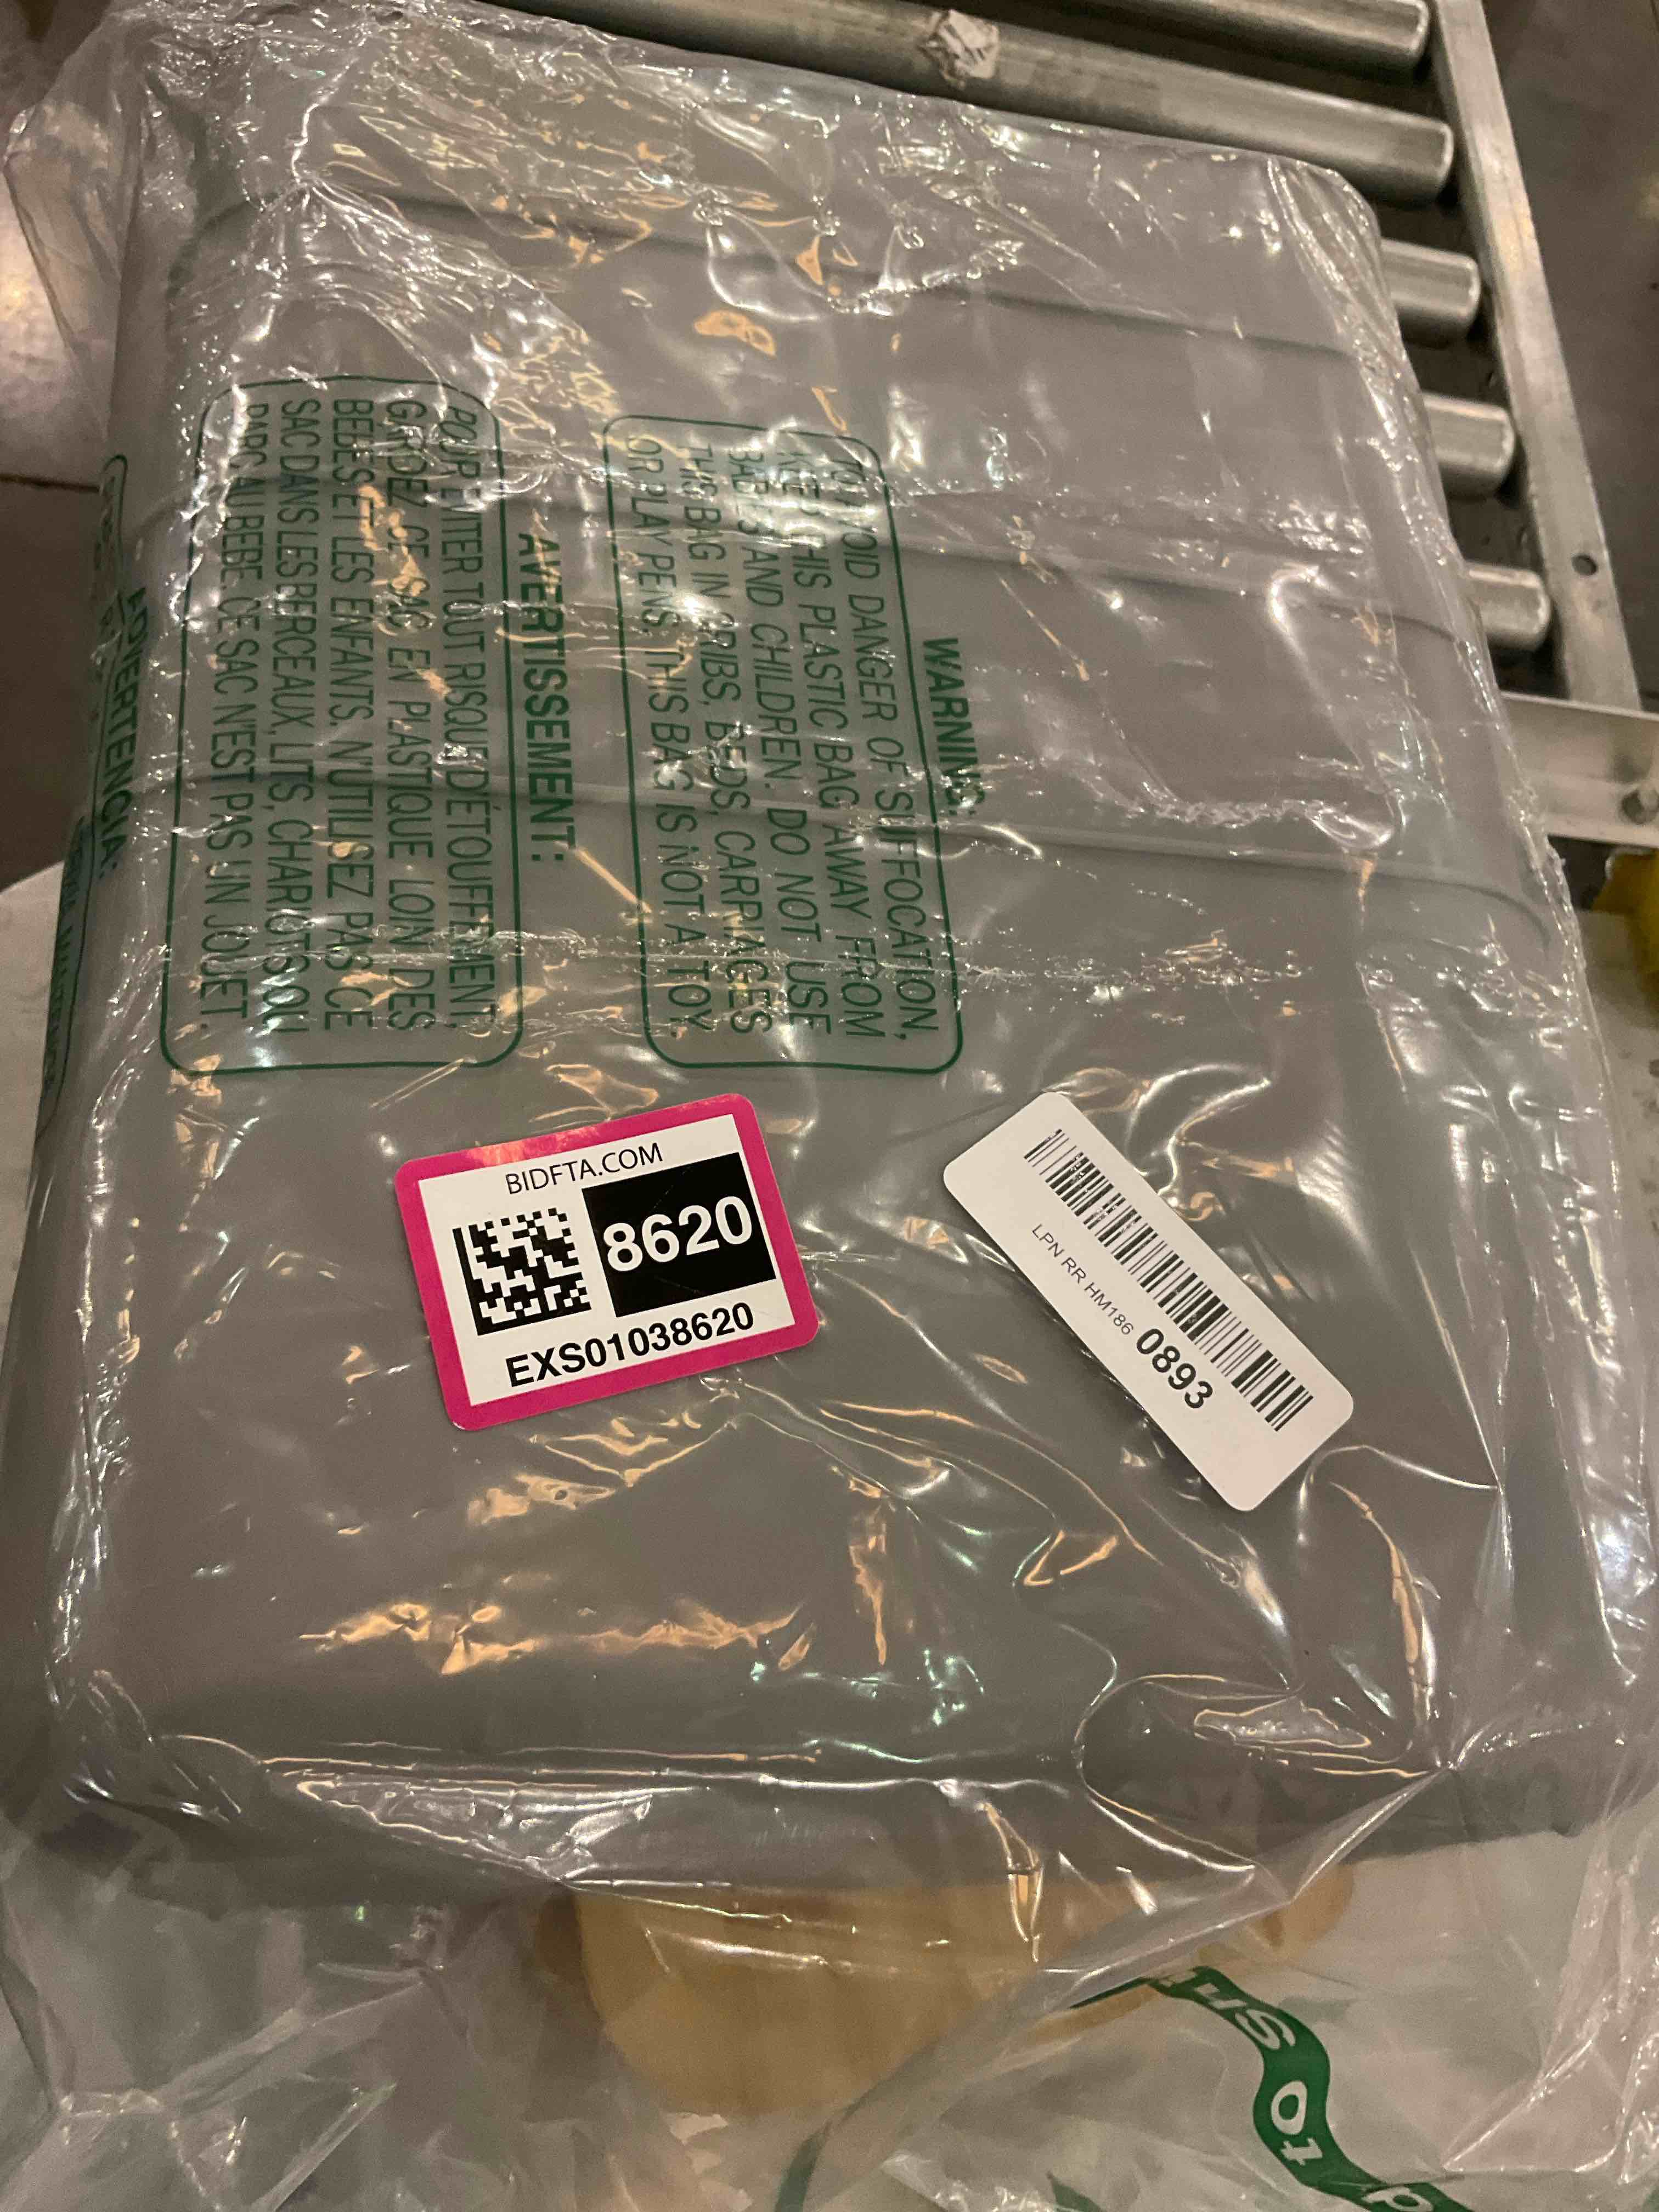 WARNING:
TO AVOID DANGER OF SUFFOCATION,
KEEP THIS PLASTIC BAG AWAY FROM
BABIES AND CHILDREN. DO NOT USE
THIS BAG IN CRIBS, BEDS, CARRIAGES
OR PLAY PENS, THIS BAG IS NOT A TOY.
AVERTISSEMENT:
POUR EVITER TOUT RISQUE D'ÉTOUFFEMENT,
GARDEZ CE SAC EN PLASTIQUE LOIN DES
BEBES ET LES ENFANTS. N'UTILISEZ PAS CE
SAC DANS LES BERCEAUX, LITS, CHARIOTS OU
PARC AU BEBE. CE SAC N'EST PAS UN JOUET.
ADVERTENCIA:
BIDFTA.COM
8620
EXS01038620
LPN RR HM186 0893
to